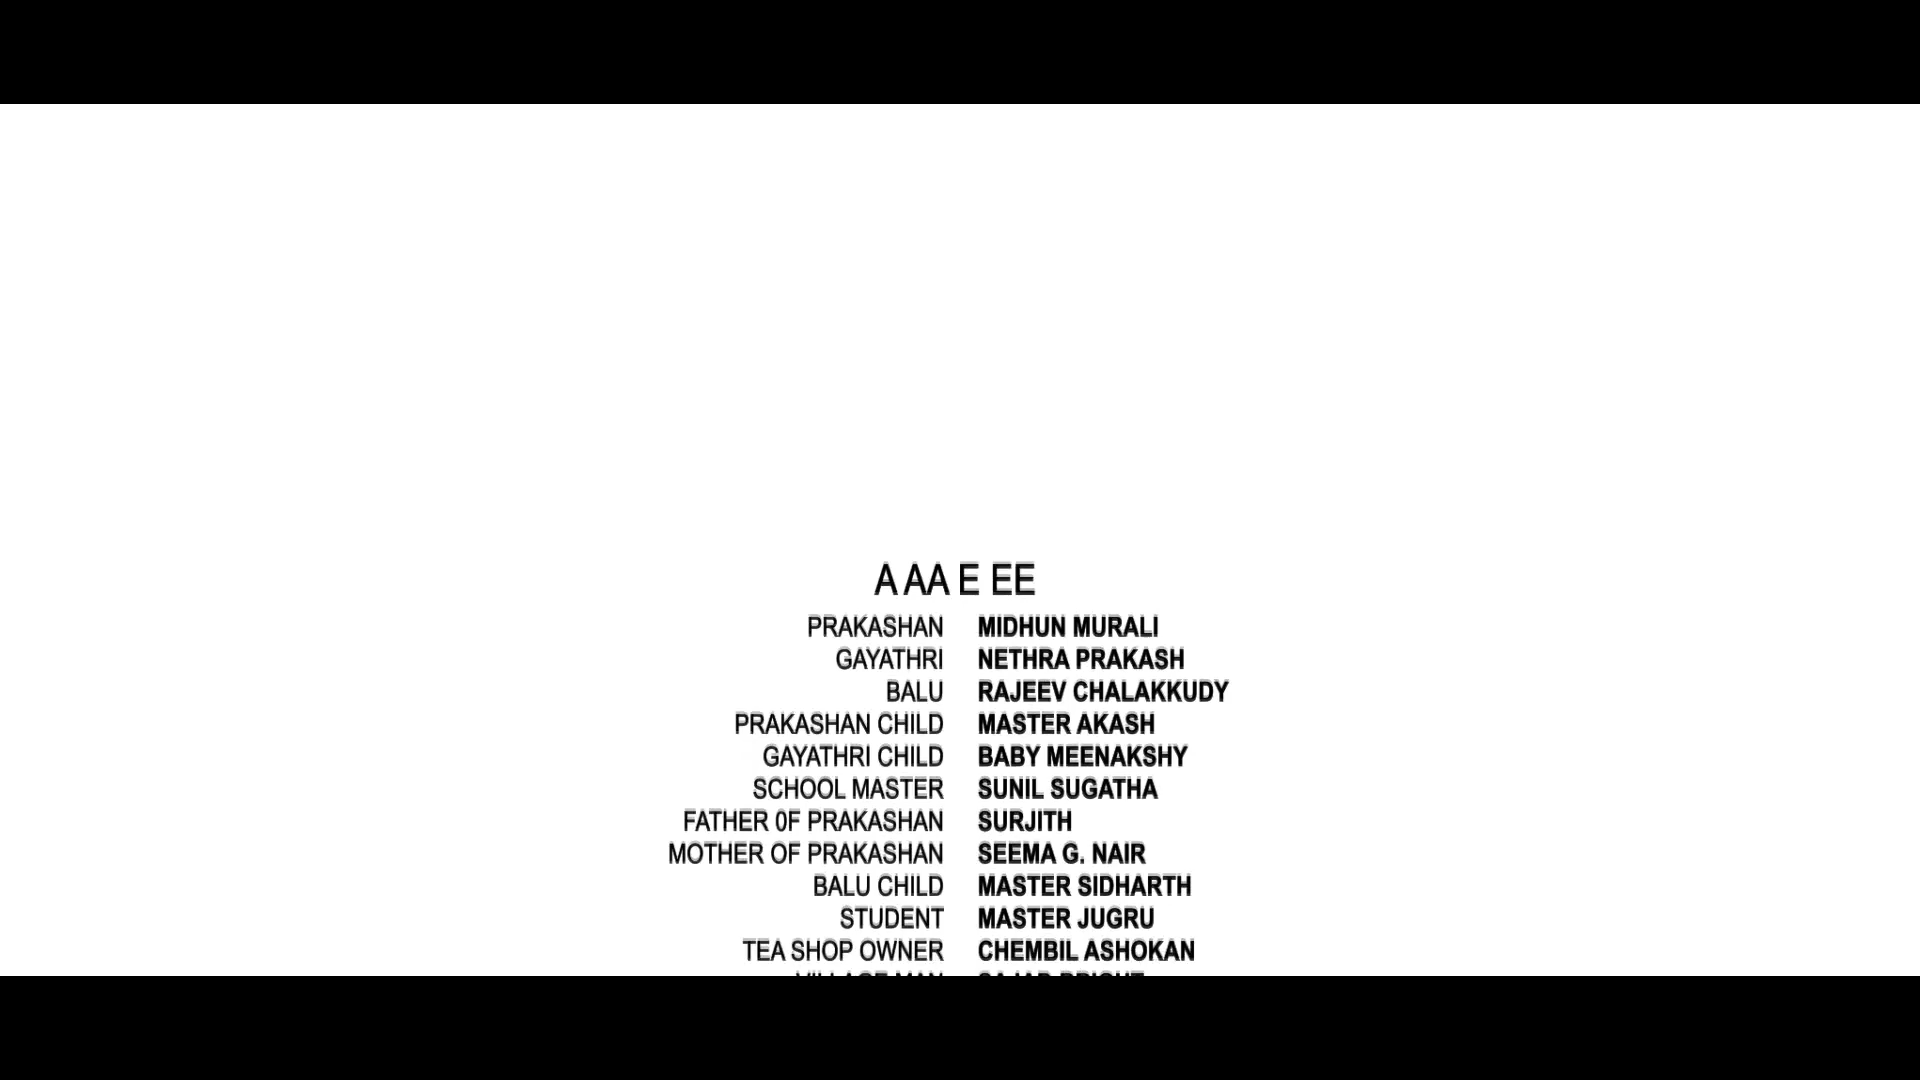 A AA E EE
PRAKASHAN MIDHUN MURALI
GAYATHRI NETHRA PRAKASH
BALU RAJEEV CHALAKKUDY
PRAKASHAN CHILD MASTER AKASH
GAYATHRI CHILD BABY MEENAKSHY
SCHOOL MASTER SUNIL SUGATHA
FATHER 0F PRAKASHAN SURJITH
MOTHER OF PRAKASHAN SEEMA G. NAIR
BALU CHILD MASTER SIDHARTH
STUDENT MASTER JUGRU
TEA SHOP OWNER CHEMBIL ASHOKAN